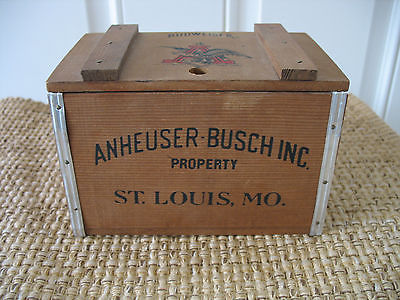 BUDWEISER
ANHEUSER-BUSCH INC.
PROPERTY
ST. LOUIS, MO.